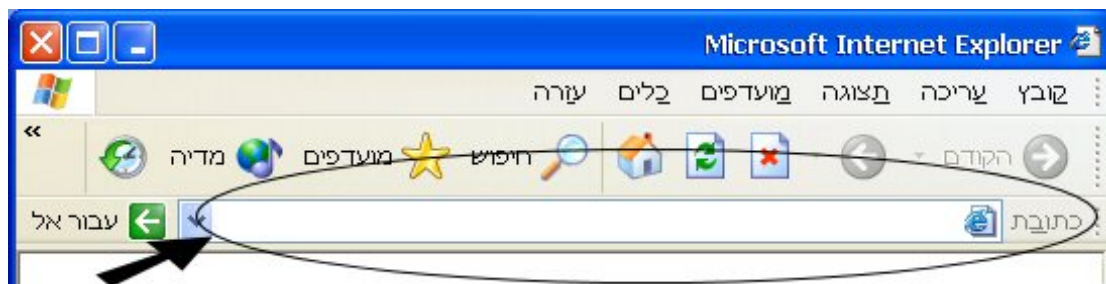 Microsoft Internet Explorer
קובץ עריכה תצוגה מועדפים כלים עזרה
הקודם חיפוש מועדפים מדיה »
כתובת עבור אל